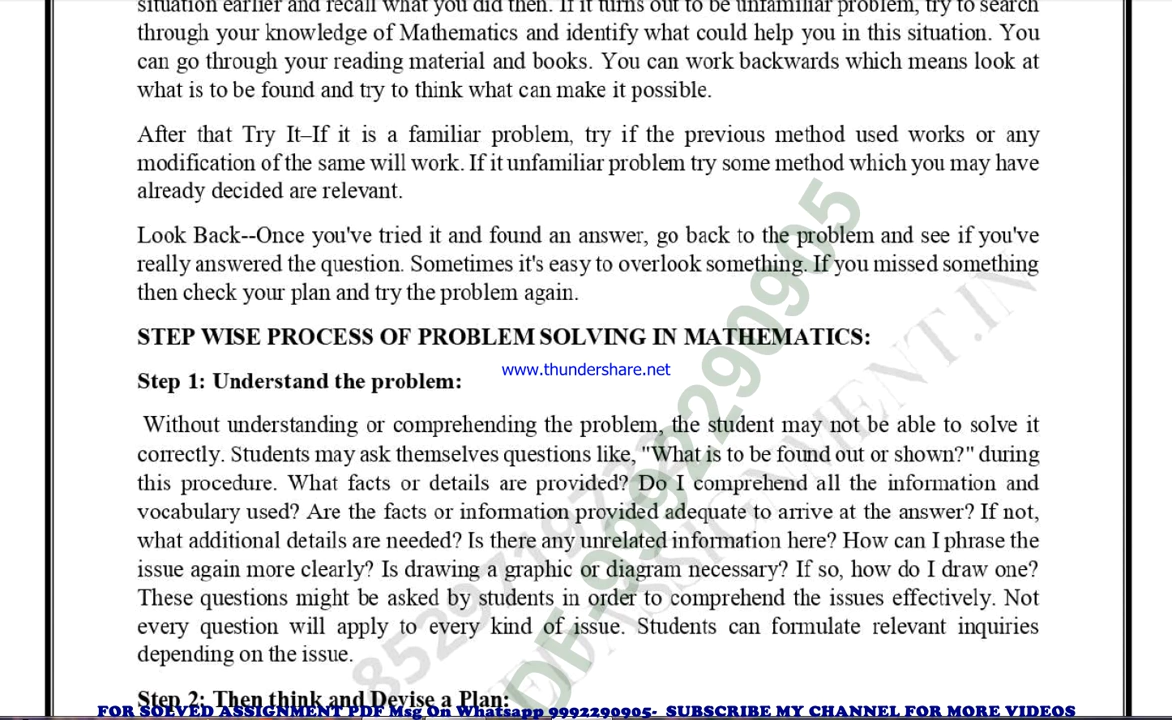 situation earlier and recall what you did then. If it turns out to be unfamiliar problem, try to search
through your knowledge of Mathematics and identify what could help you in this situation. You
can go through your reading material and books. You can work backwards which means look at
what is to be found and try to think what can make it possible.
After that Try It–If it is a familiar problem, try if the previous method used works or any
modification of the same will work. If it unfamiliar problem try some method which you may have
already decided are relevant.
Look Back--Once you've tried it and found an answer, go back to the problem and see if you've
really answered the question. Sometimes it's easy to overlook something. If you missed something
then check your plan and try the problem again.
STEP WISE PROCESS OF PROBLEM SOLVING IN MATHEMATICS:
www.thundershare.net
Step 1: Understand the problem:
Without understanding or comprehending the problem, the student may not be able to solve it
correctly. Students may ask themselves questions like, "What is to be found out or shown?" during
this procedure. What facts or details are provided? Do I comprehend all the information and
vocabulary used? Are the facts or information provided adequate to arrive at the answer? If not,
what additional details are needed? Is there any unrelated information here? How can I phrase the
issue again more clearly? Is drawing a graphic or diagram necessary? If so, how do I draw one?
These questions might be asked by students in order to comprehend the issues effectively. Not
every question will apply to every kind of issue. Students can formulate relevant inquiries
depending on the issue.
Step 2: Then think and Devise a Plan:
FOR SOLVED ASSIGNMENT PDF Msg On Whatsapp 9992290905- SUBSCRIBE MY CHANNEL FOR MORE VIDEOS